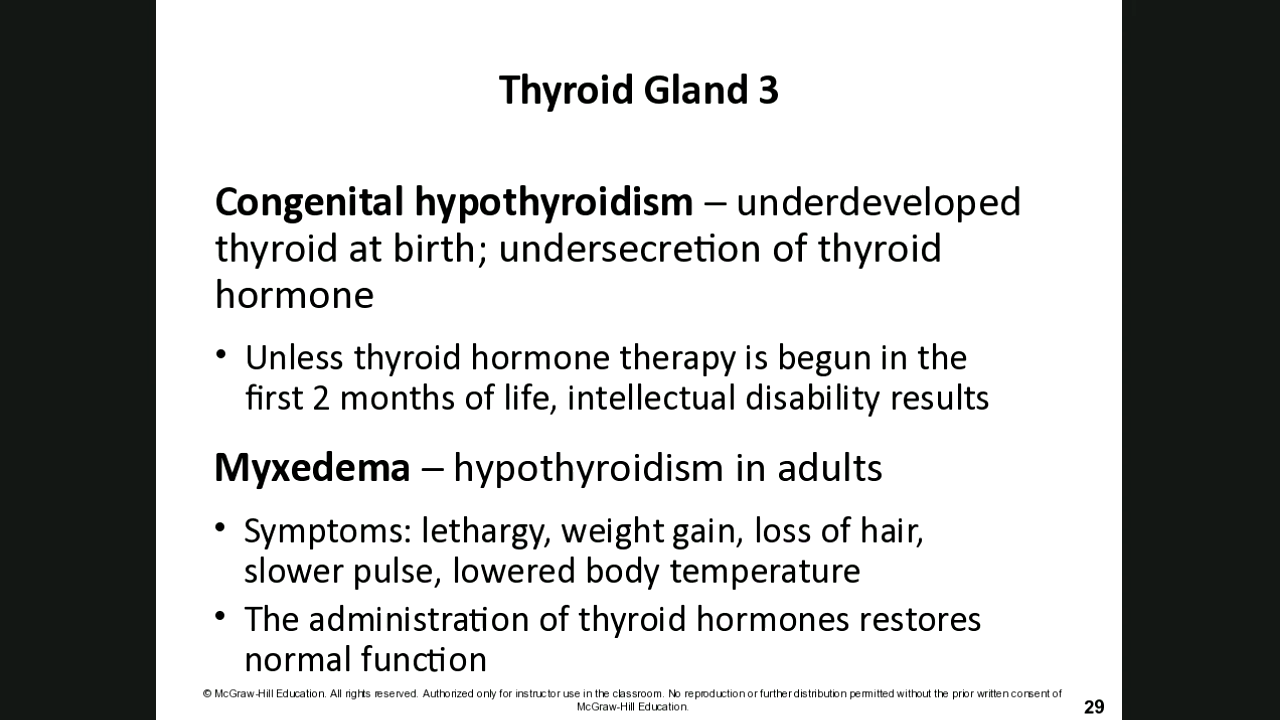 Thyroid Gland 3
Congenital hypothyroidism – underdeveloped
thyroid at birth; undersecretion of thyroid
hormone
• Unless thyroid hormone therapy is begun in the
first 2 months of life, intellectual disability results
Myxedema – hypothyroidism in adults
• Symptoms: lethargy, weight gain, loss of hair,
slower pulse, lowered body temperature
• The administration of thyroid hormones restores
normal function
© McGraw-Hill Education. All rights reserved. Authorized only for instructor use in the classroom. No reproduction or further distribution permitted without the prior written consent of
McGraw-Hill Education.
29